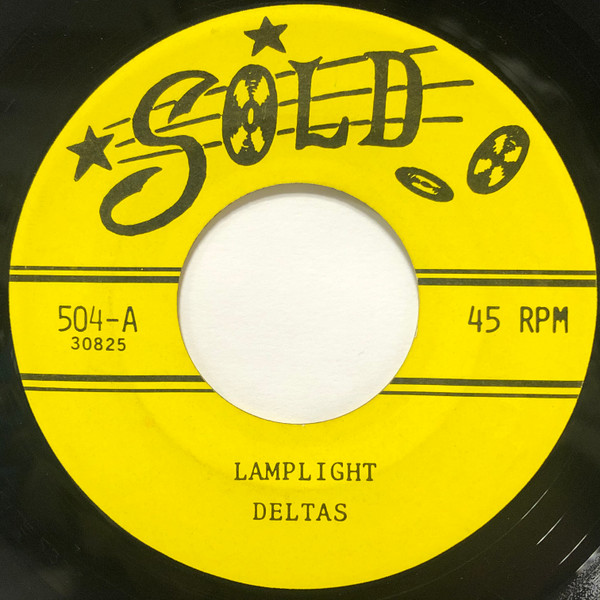 SOLD
504-A
30825
45 RPM
LAMPLIGHT
DELTAS